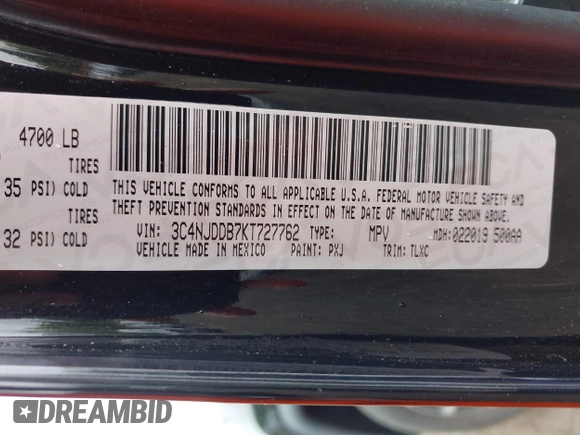 4700 LB
TIRES
35 PSI) COLD
TIRES
32 PSI) COLD
THIS VEHICLE CONFORMS TO ALL APPLICABLE U.S.A. FEDERAL MOTOR VEHICLE SAFETY AND
THEFT PREVENTION STANDARDS IN EFFECT ON THE DATE OF MANUFACTURE SHOWN ABOVE.
VIN: 3C4NJDDB7KT727762 TYPE: MPV MDH:022019 500AA
VEHICLE MADE IN MEXICO PAINT: PXJ TRIM: TLXC
DREAMBID